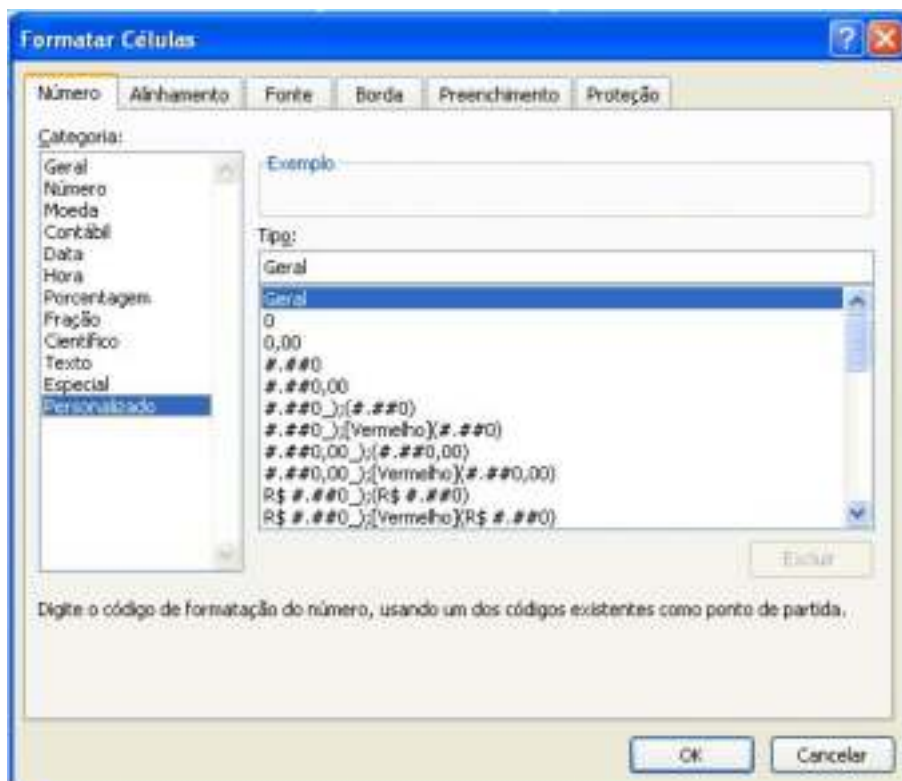 Formatar Células
Número Alinhamento Fonte Borda Preenchimento Proteção
Categoria:
Geral
Número
Moeda
Contábil
Data
Hora
Porcentagem
Fração
Científico
Texto
Especial
Personalizado
Exemplo
Tipo:
Geral
Geral
0
0,00
#.##0
#.##0,00
#.##0_);(#.##0)
#.##0_);[Vermelho](#.##0)
#.##0,00_);(#.##0,00)
#.##0,00_);[Vermelho](#.##0,00)
R$ #.##0_);(R$ #.##0)
R$ #.##0_);[Vermelho](R$ #.##0)
Excluir
Digite o código de formatação do número, usando um dos códigos existentes como ponto de partida.
OK Cancelar